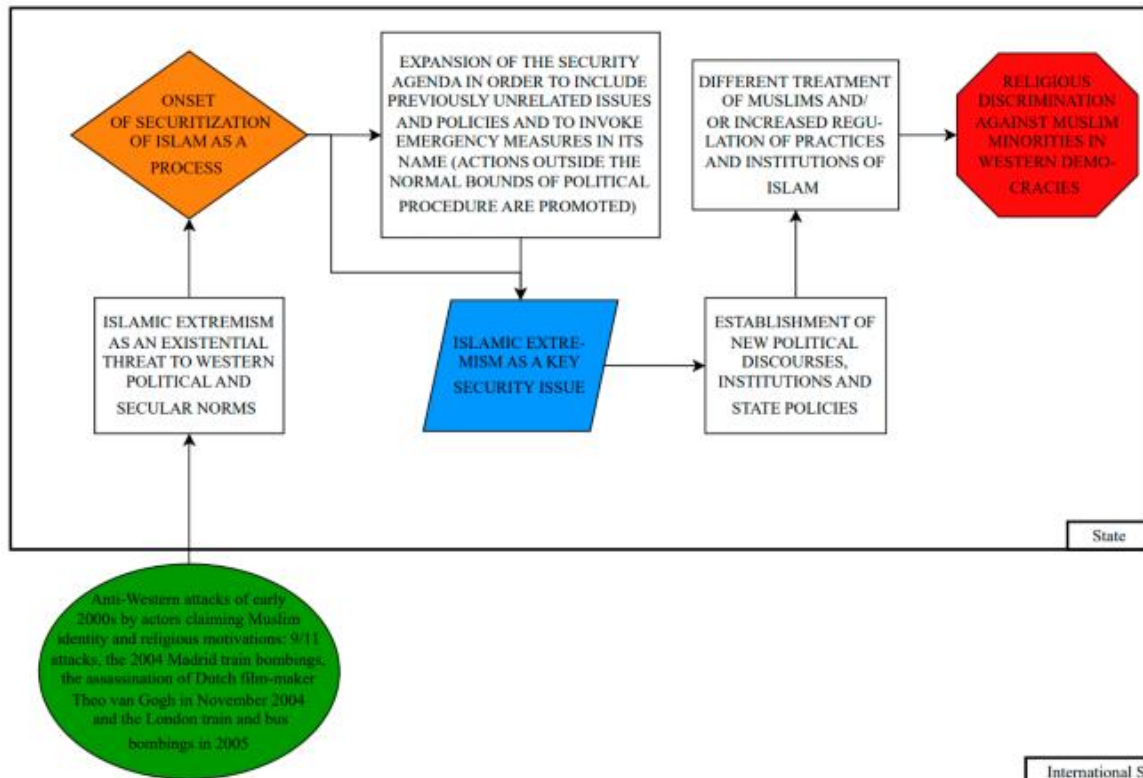 ONSET
OF SECURITIZATION
OF ISLAM AS A
PROCESS
EXPANSION OF THE SECURITY
AGENDA IN ORDER TO INCLUDE
PREVIOUSLY UNRELATED ISSUES
AND POLICIES AND TO INVOKE
EMERGENCY MEASURES IN ITS
NAME (ACTIONS OUTSIDE THE
NORMAL BOUNDS OF POLITICAL
PROCEDURE ARE PROMOTED)
DIFFERENT TREATMENT
OF MUSLIMS AND/
OR INCREASED REGU-
LATION OF PRACTICES
AND INSTITUTIONS OF
ISLAM
RELIGIOUS
DISCRIMINATION
AGAINST MUSLIM
MINORITIES IN
WESTERN DEMO-
CRACIES
ISLAMIC EXTREMISM
AS AN EXISTENTIAL
THREAT TO WESTERN
POLITICAL AND
SECULAR NORMS
ISLAMIC EXTRE-
MISM AS A KEY
SECURITY ISSUE
ESTABLISHMENT OF
NEW POLITICAL
DISCOURSES,
INSTITUTIONS AND
STATE POLICIES
State
Anti-Western attacks of early
2000s by actors claiming Muslim
identity and religious motivations: 9/11
attacks, the 2004 Madrid train bombings,
the assassination of Dutch film-maker
Theo van Gogh in November 2004
and the London train and bus
bombings in 2005
International S